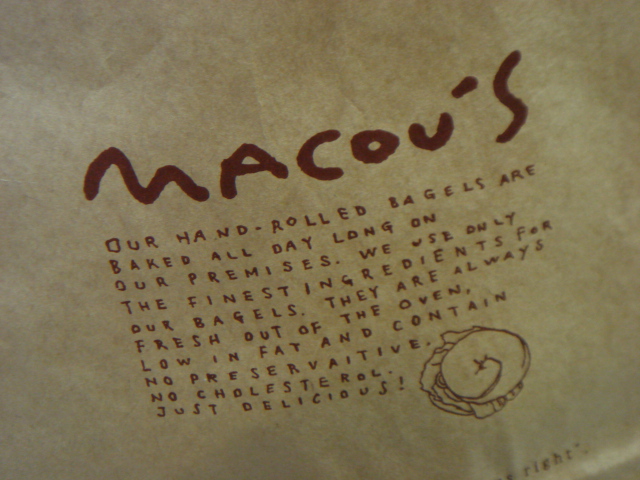 MACOU'S
OUR HAND-ROLLED BAGELS ARE
BAKED ALL DAY LONG ON
OUR PREMISES. WE USE ONLY
THE FINEST INGREDIENTS FOR
OUR BAGELS. THEY ARE ALWAYS
FRESH OUT OF THE OVEN,
LOW IN FAT AND CONTAIN
NO PRESERVAITIVE.
NO CHOLESTEROL.
JUST DELICIOUS!
right".